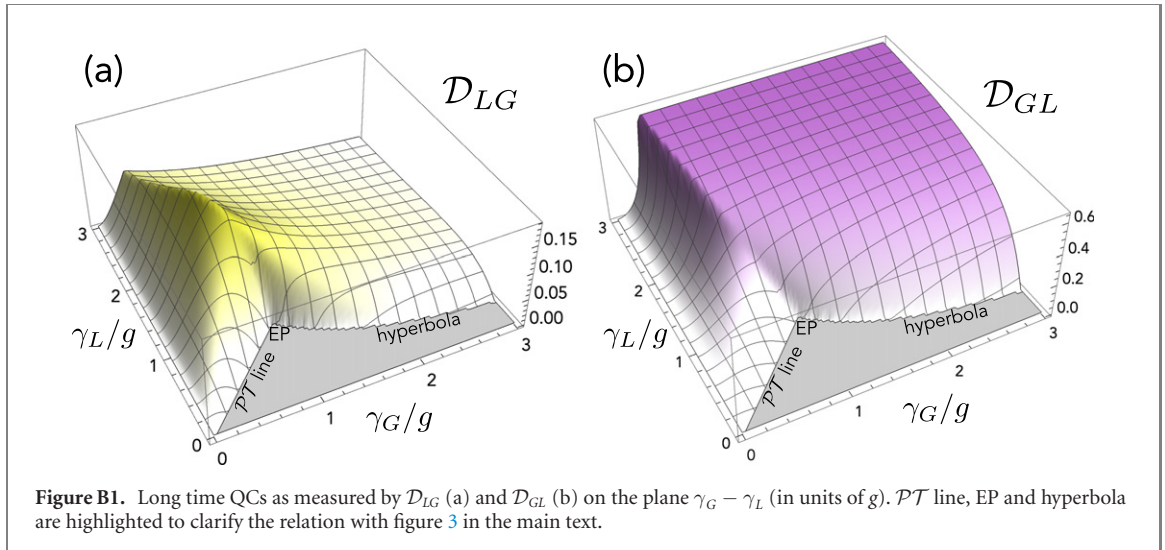 (a)
𝒟_LG
3
2
γ_L/g
1
0
0
1
γ_G/g
2
3
0.15
0.10
0.05
0.00
EP
hyperbola
𝒫𝒯 line
(b)
𝒟_GL
3
2
γ_L/g
1
0
0
1
γ_G/g
2
3
0.6
0.4
0.2
0.0
EP
hyperbola
𝒫𝒯 line
Figure B1. Long time QCs as measured by 𝒟_LG (a) and 𝒟_GL (b) on the plane γ_G − γ_L (in units of g). 𝒫𝒯 line, EP and hyperbola
are highlighted to clarify the relation with figure 3 in the main text.